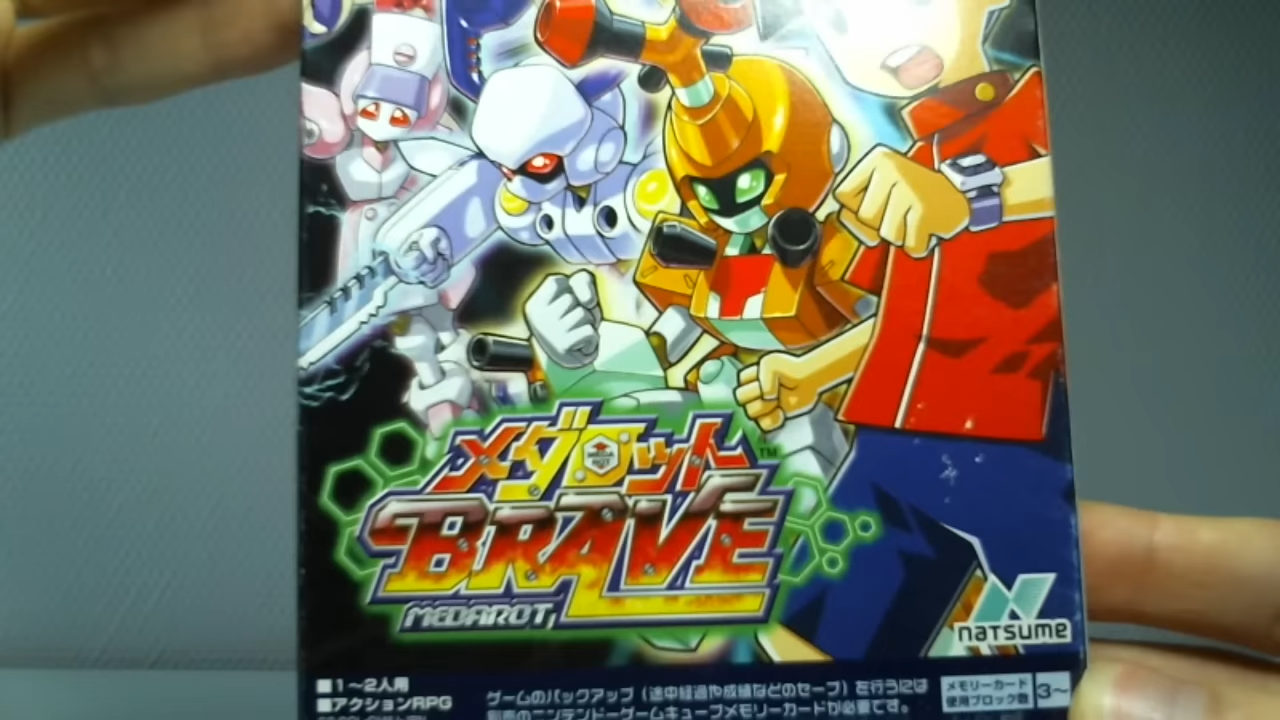 メダロット TM
BRAVE
MEDAROT
natsume
■1〜2人用
■アクションRPG
ゲームのバックアップ（途中経過や成績などのセーブ）を行うには
別売のニンテンドーゲームキューブメモリーカードが必要です。
メモリーカード
使用ブロック数
3〜